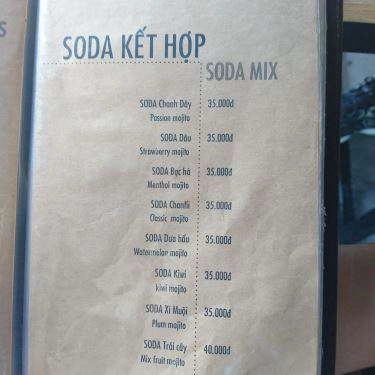 S
SODA KẾT HỢP
SODA MIX
SODA Chanh Dây 35.000đ
Passion mojito
SODA Dâu 35.000đ
Strawberry mojito
SODA Bạc hà 35.000đ
Menthol mojito
SODA Chanh 35.000đ
Classic mojito
SODA Dưa hấu 35.000đ
Watermelon mojito
SODA Kiwi 35.000đ
kiwi mojito
SODA Xí Muội 35.000đ
Plum mojito
SODA Trái cây 40.000đ
Mix fruit mojito